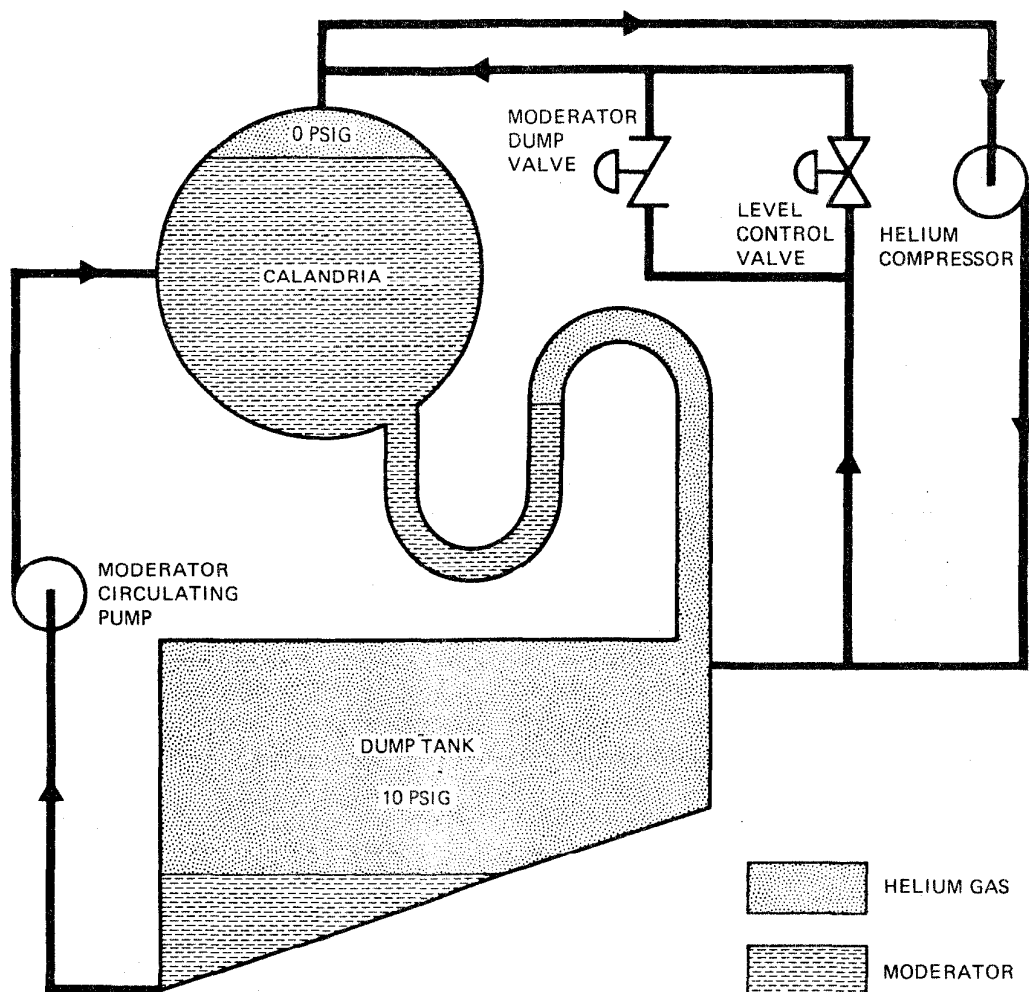 0 PSIG
MODERATOR
DUMP
VALVE
CALANDRIA
LEVEL
CONTROL
VALVE
HELIUM
COMPRESSOR
MODERATOR
CIRCULATING
PUMP
DUMP TANK
10 PSIG
HELIUM GAS
MODERATOR